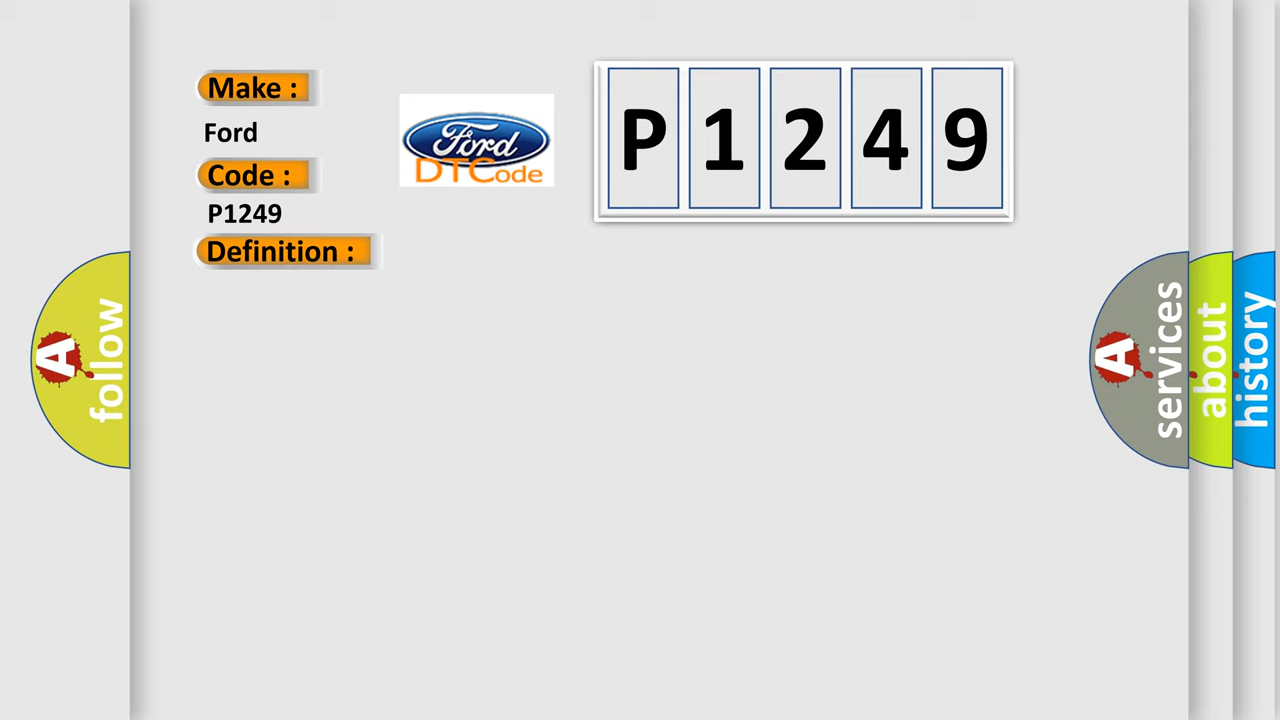 Make :
Ford
Code :
P1249
Definition :
Ford
DTCode
P 1 2 4 9
A follow
A services
about
history